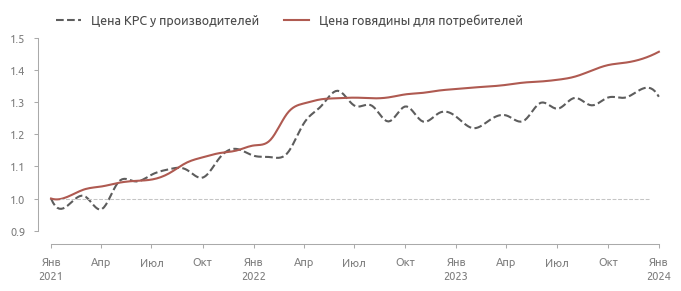 Цена КРС у производителей   Цена говядины для потребителей
1.5
1.4
1.3
1.2
1.1
1.0
0.9
Янв Апр Июл Окт Янв Апр Июл Окт Янв Апр Июл Окт Янв
2021 2022 2023 2024